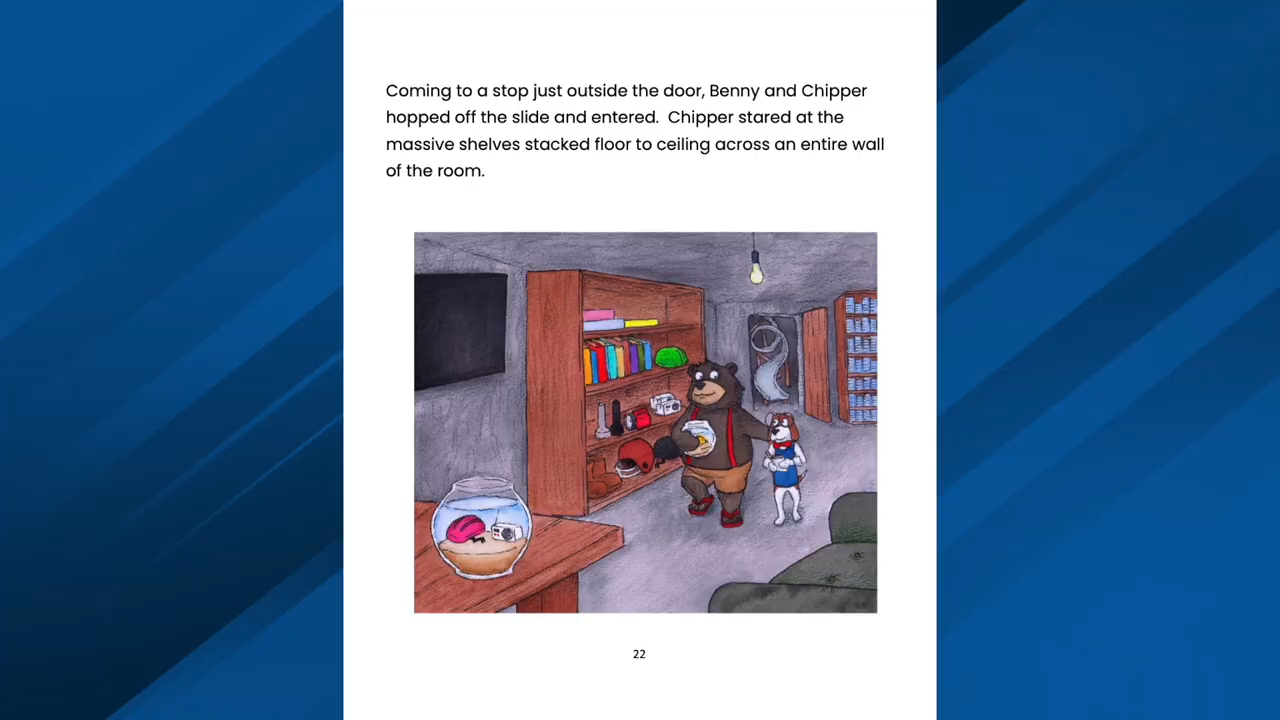 Coming to a stop just outside the door, Benny and Chipper
hopped off the slide and entered.  Chipper stared at the
massive shelves stacked floor to ceiling across an entire wall
of the room.
22